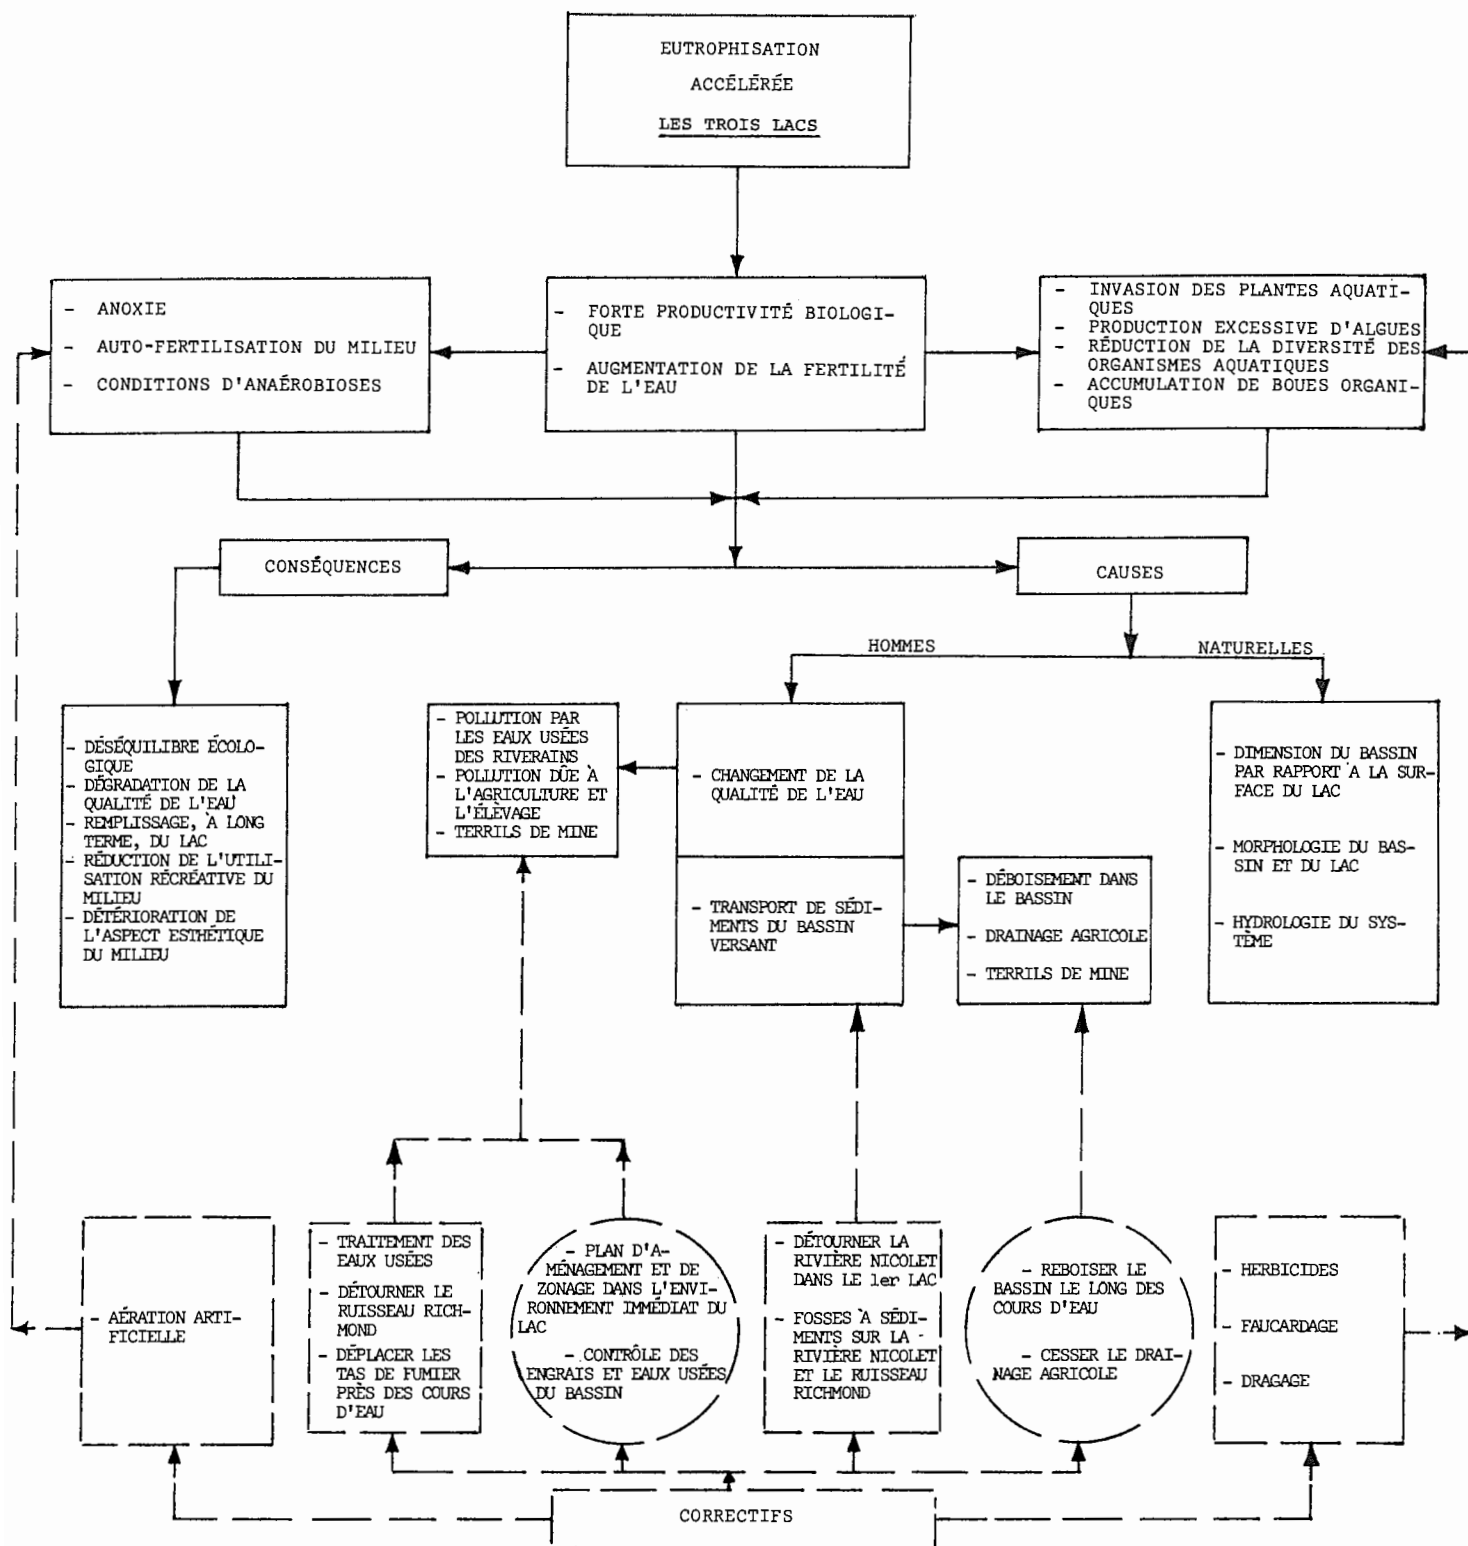 EUTROPHISATION
ACCÉLÉRÉE
LES TROIS LACS
- ANOXIE
- AUTO-FERTILISATION DU MILIEU
- CONDITIONS D'ANAÉROBIOSES
- FORTE PRODUCTIVITÉ BIOLOGI-
QUE
- AUGMENTATION DE LA FERTILITÉ
DE L'EAU
- INVASION DES PLANTES AQUATI-
QUES
- PRODUCTION EXCESSIVE D'ALGUES
- RÉDUCTION DE LA DIVERSITÉ DES
ORGANISMES AQUATIQUES
- ACCUMULATION DE BOUES ORGANI-
QUES
CONSÉQUENCES
CAUSES
HOMMES
NATURELLES
- DÉSÉQUILIBRE ÉCOLO-
GIQUE
- DÉGRADATION DE LA
QUALITÉ DE L'EAU
- REMPLISSAGE, À LONG
TERME, DU LAC
- RÉDUCTION DE L'UTILI-
SATION RÉCRÉATIVE DU
MILIEU
- DÉTÉRIORATION DE
L'ASPECT ESTHÉTIQUE
DU MILIEU
- POLLUTION PAR
LES EAUX USÉES
DES RIVERAINS
- POLLUTION DÛE À
L'AGRICULTURE ET
L'ÉLÈVAGE
- TERRILS DE MINE
- CHANGEMENT DE LA
QUALITÉ DE L'EAU
- TRANSPORT DE SÉDI-
MENTS DU BASSIN
VERSANT
- DÉBOISEMENT DANS
LE BASSIN
- DRAINAGE AGRICOLE
- TERRILS DE MINE
- DIMENSION DU BASSIN
PAR RAPPORT A LA SUR-
FACE DU LAC
- MORPHOLOGIE DU BAS-
SIN ET DU LAC
- HYDROLOGIE DU SYS-
TÈME
- AÉRATION ARTI-
FICIELLE
- TRAITEMENT DES
EAUX USÉES
- DÉTOURNER LE
RUISSEAU RICH-
MOND
- DÉPLACER LES
TAS DE FUMIER
PRÈS DES COURS
D'EAU
- PLAN D'A-
MÉNAGEMENT ET DE
ZONAGE DANS L'ENVI-
RONNEMENT IMMÉDIAT DU
LAC
- CONTRÔLE DES
ENGRAIS ET EAUX USÉES
DU BASSIN
- DÉTOURNER LA
RIVIÈRE NICOLET
DANS LE 1er LAC
- FOSSES À SÉDI-
MENTS SUR LA
RIVIÈRE NICOLET
ET LE RUISSEAU
RICHMOND
- REBOISER LE
BASSIN LE LONG DES
COURS D'EAU
- CESSER LE DRAI-
NAGE AGRICOLE
- HERBICIDES
- FAUCARDAGE
- DRAGAGE
CORRECTIFS